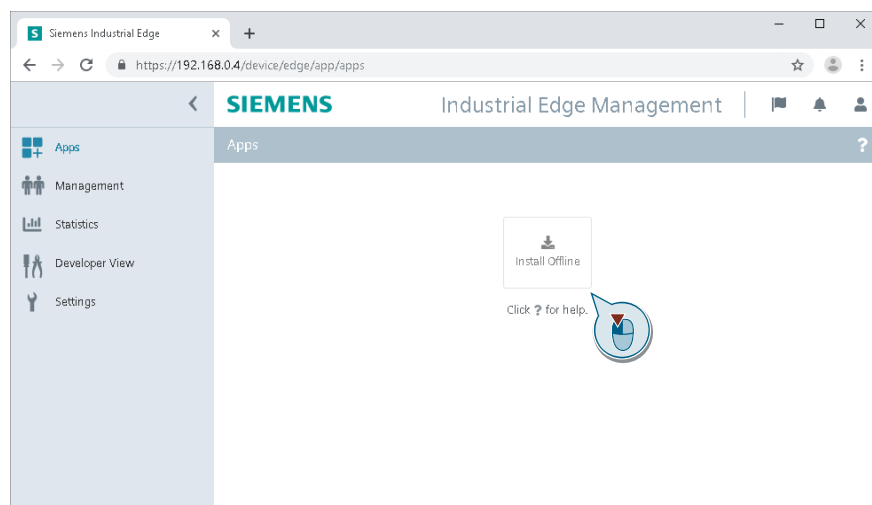 S Siemens Industrial Edge
https://192.168.0.4/device/edge/app/apps
SIEMENS Industrial Edge Management
Apps ?
Apps
Management
Statistics
Developer View
Settings
Install Offline
Click ? for help.